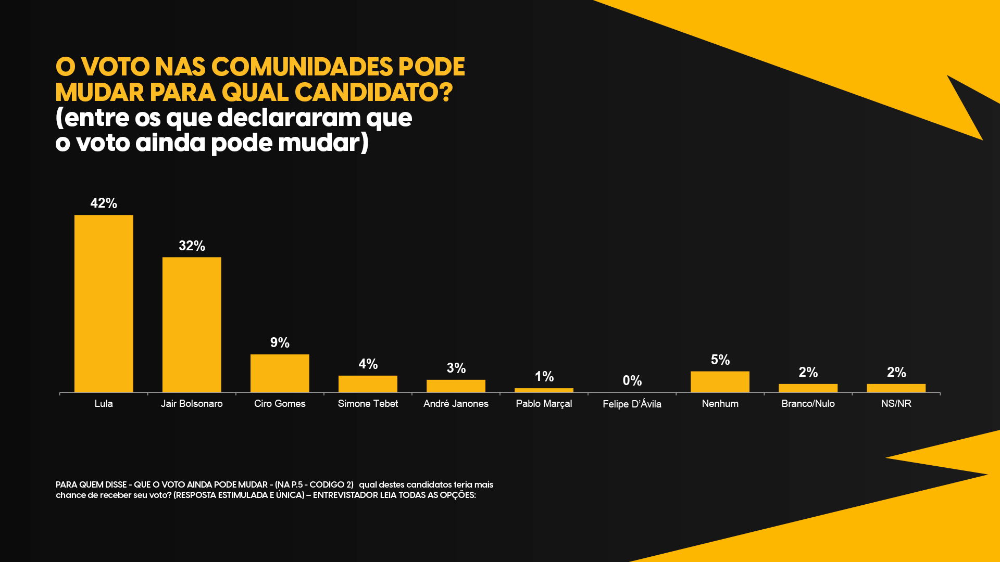 O VOTO NAS COMUNIDADES PODE
MUDAR PARA QUAL CANDIDATO?
(entre os que declararam que
o voto ainda pode mudar)
42%
32%
9%
4%
3%
1%
0%
5%
2%
2%
Lula
Jair Bolsonaro
Ciro Gomes
Simone Tebet
André Janones
Pablo Marçal
Felipe D’Ávila
Nenhum
Branco/Nulo
NS/NR
PARA QUEM DISSE - QUE O VOTO AINDA PODE MUDAR - (NA P.5 - CODIGO 2) qual destes candidatos teria mais
chance de receber seu voto? (RESPOSTA ESTIMULADA E ÚNICA) – ENTREVISTADOR LEIA TODAS AS OPÇÕES: